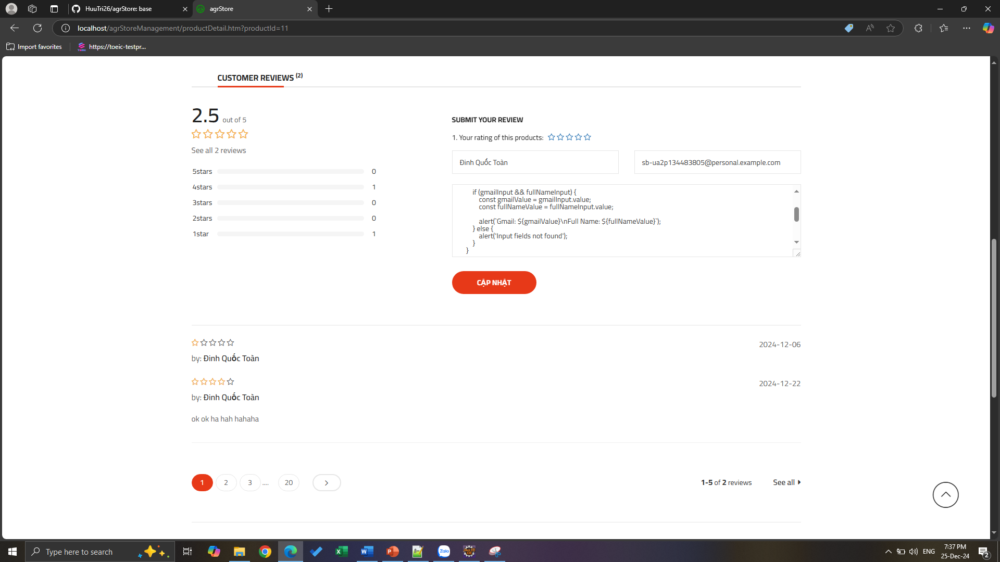 HuuTri26/agrStore: base
agrStore
localhost/agrStoreManagement/productDetail.htm?productId=11
Import favorites
https://toeic-testpr...
CUSTOMER REVIEWS (2)
2.5 out of 5
See all 2 reviews
5stars 0
4stars 1
3stars 0
2stars 0
1star 1
SUBMIT YOUR REVIEW
1. Your rating of this products:
Đinh Quốc Toàn
sb-ua2p134483805@personal.example.com
if (gmailInput && fullNameInput) {
const gmailValue = gmailInput.value;
const fullNameValue = fullNameInput.value;
alert(`Gmail: ${gmailValue}\nFull Name: ${fullNameValue}`);
} else {
alert('Input fields not found');
}
}
CẬP NHẬT
2024-12-06
by: Đinh Quốc Toàn
2024-12-22
by: Đinh Quốc Toàn
ok ok ha hah hahaha
1 2 3 .... 20
1-5 of 2 reviews
See all
Type here to search
Zalo
ENG
7:37 PM
25-Dec-24
2